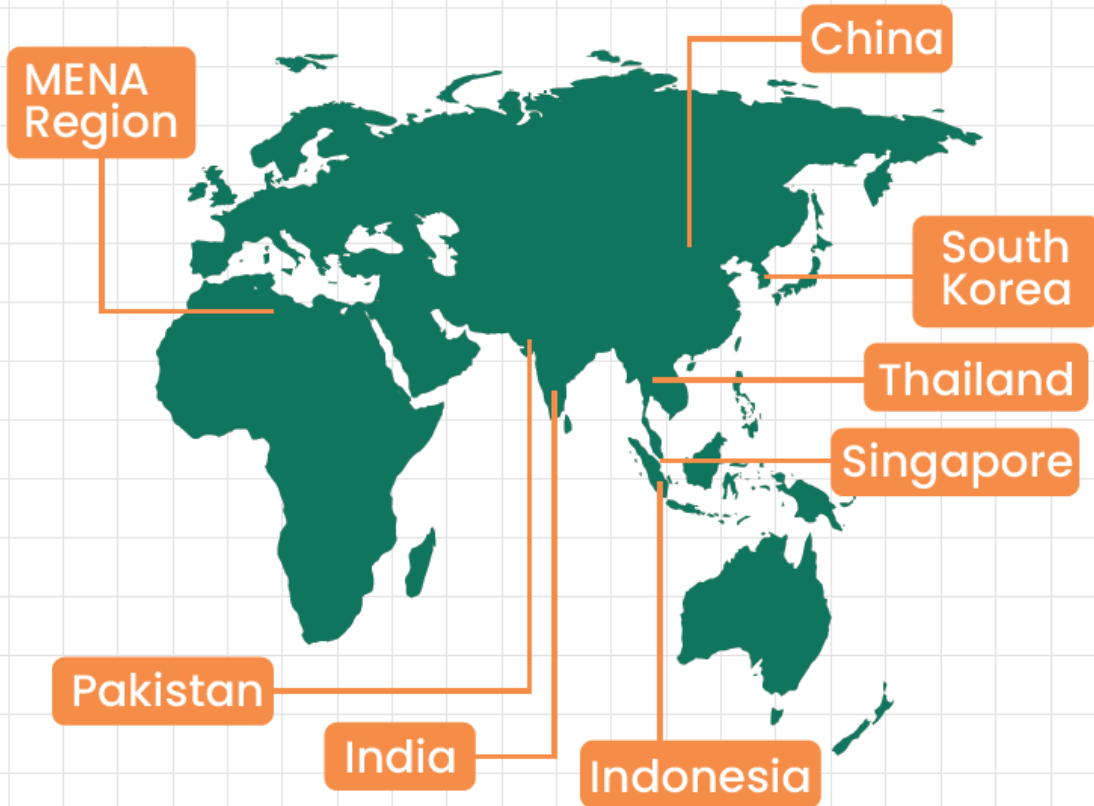 China
MENA
Region
South
Korea
Thailand
Singapore
Pakistan
India
Indonesia